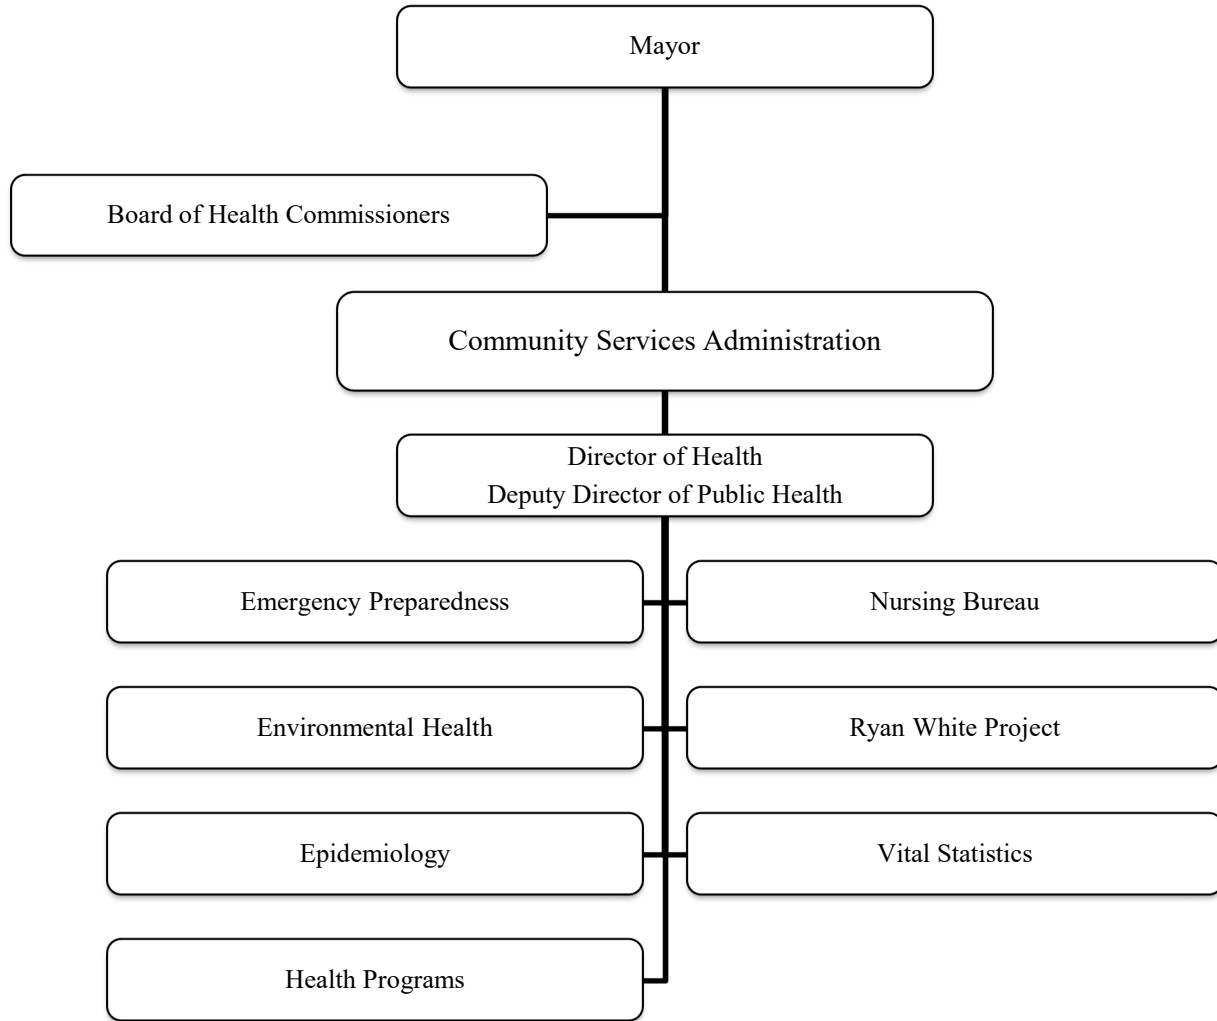 Mayor
Board of Health Commissioners
Community Services Administration
Director of Health
Deputy Director of Public Health
Emergency Preparedness
Nursing Bureau
Environmental Health
Ryan White Project
Epidemiology
Vital Statistics
Health Programs